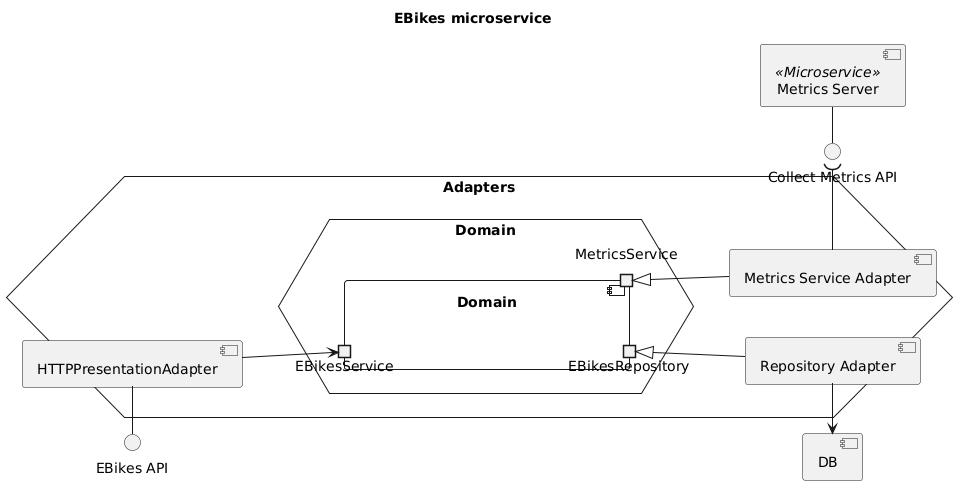 EBikes microservice
«Microservice»
Metrics Server
Collect Metrics API
Adapters
Domain
MetricsService
Metrics Service Adapter
Domain
EBikesService
EBikesRepository
HTTPPresentationAdapter
Repository Adapter
EBikes API
DB